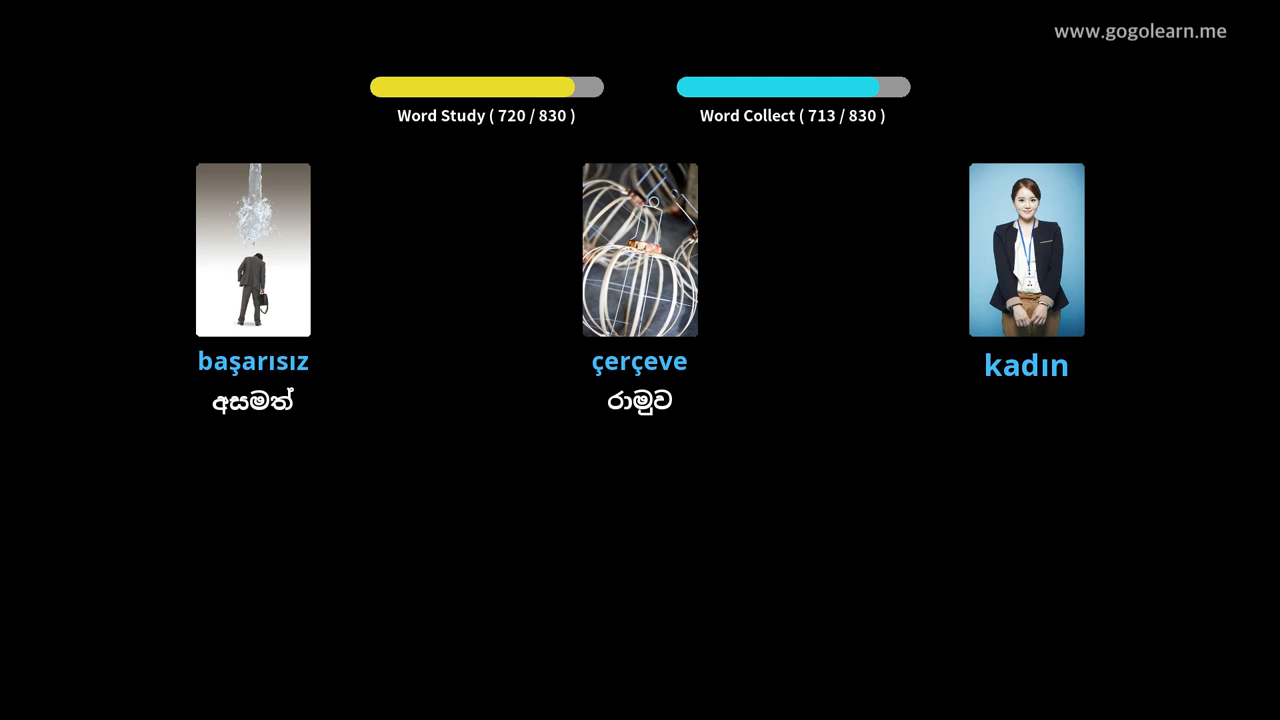 www.gogolearn.me
Word Study ( 720 / 830 )
Word Collect ( 713 / 830 )
başarısız
çerçeve
kadın
අසමත්
රාමුව